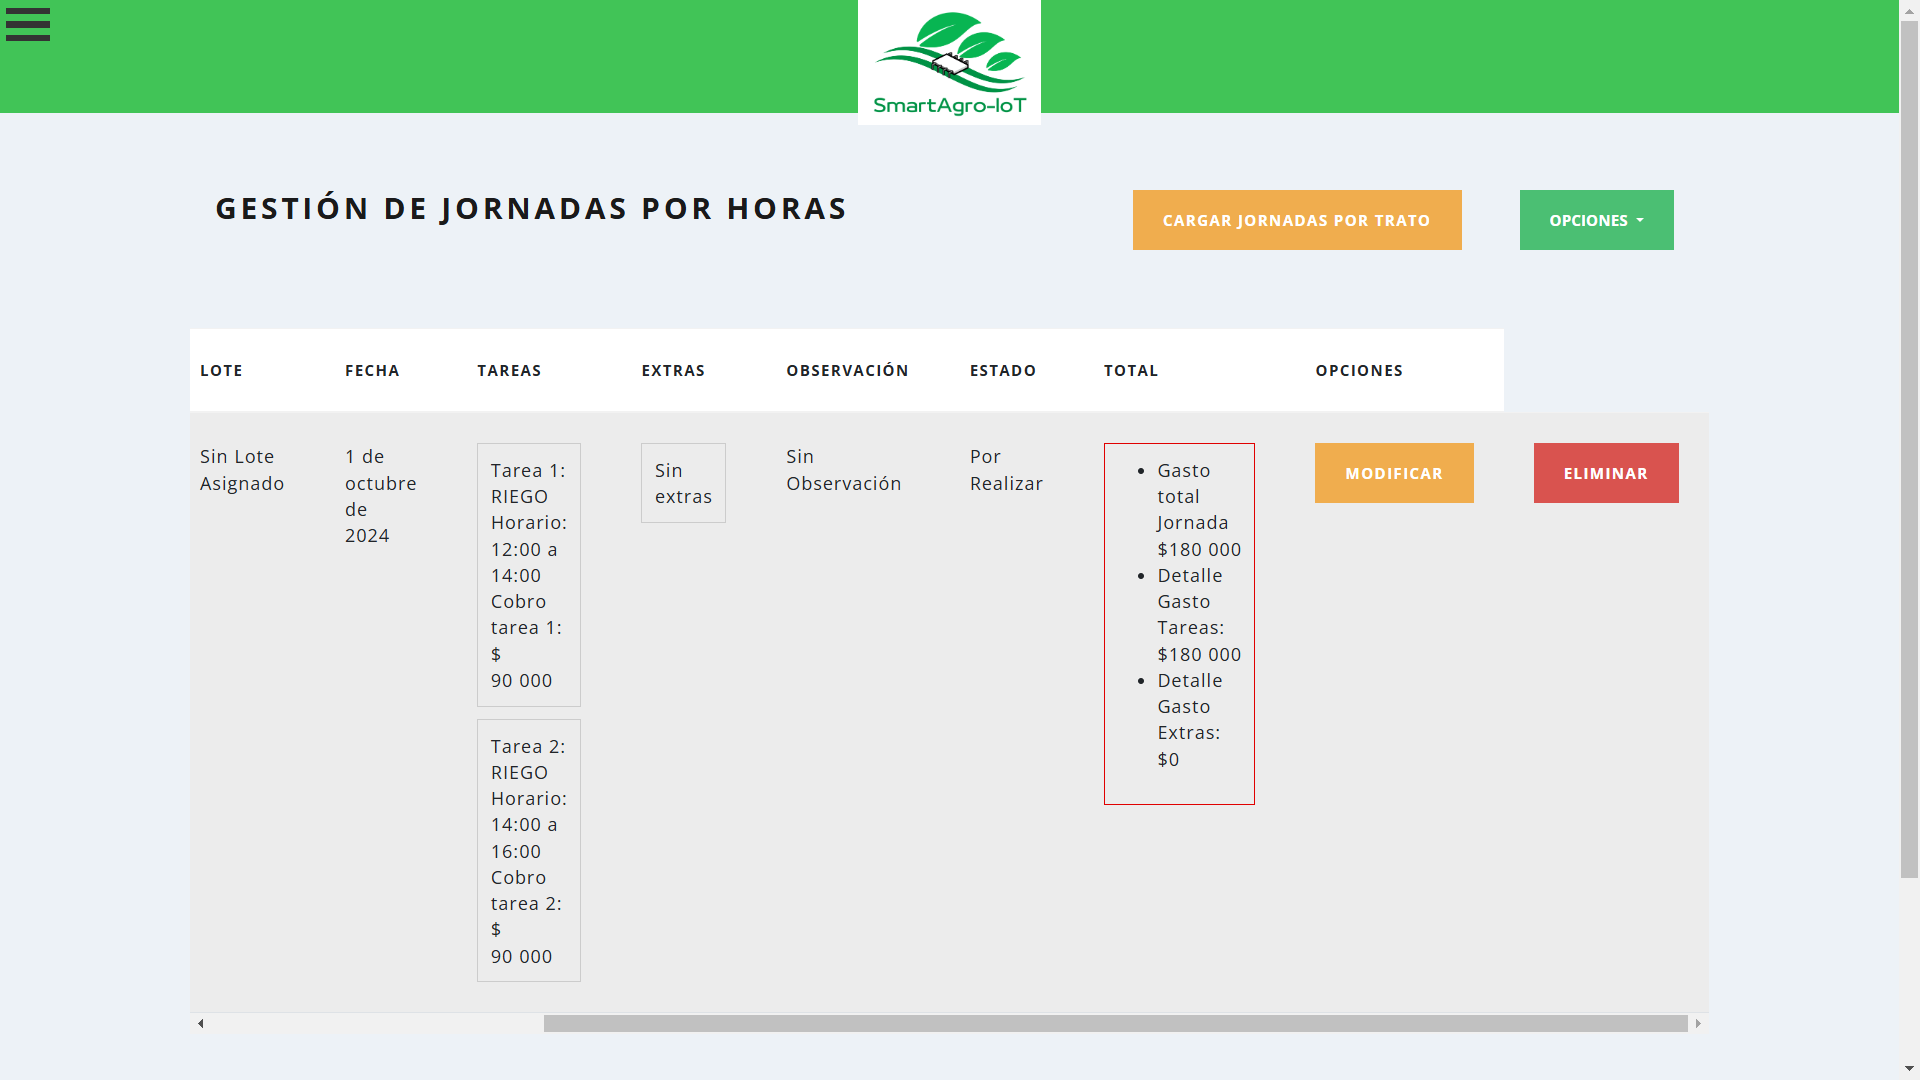 SmartAgro-IoT
GESTIÓN DE JORNADAS POR HORAS
CARGAR JORNADAS POR TRATO
OPCIONES
LOTE FECHA TAREAS EXTRAS OBSERVACIÓN ESTADO TOTAL OPCIONES
Sin Lote
Asignado
1 de
octubre
de
2024
Tarea 1:
RIEGO
Horario:
12:00 a
14:00
Cobro
tarea 1:
$
90 000
Tarea 2:
RIEGO
Horario:
14:00 a
16:00
Cobro
tarea 2:
$
90 000
Sin
extras
Sin
Observación
Por
Realizar
• Gasto
total
Jornada
$180 000
• Detalle
Gasto
Tareas:
$180 000
• Detalle
Gasto
Extras:
$0
MODIFICAR
ELIMINAR